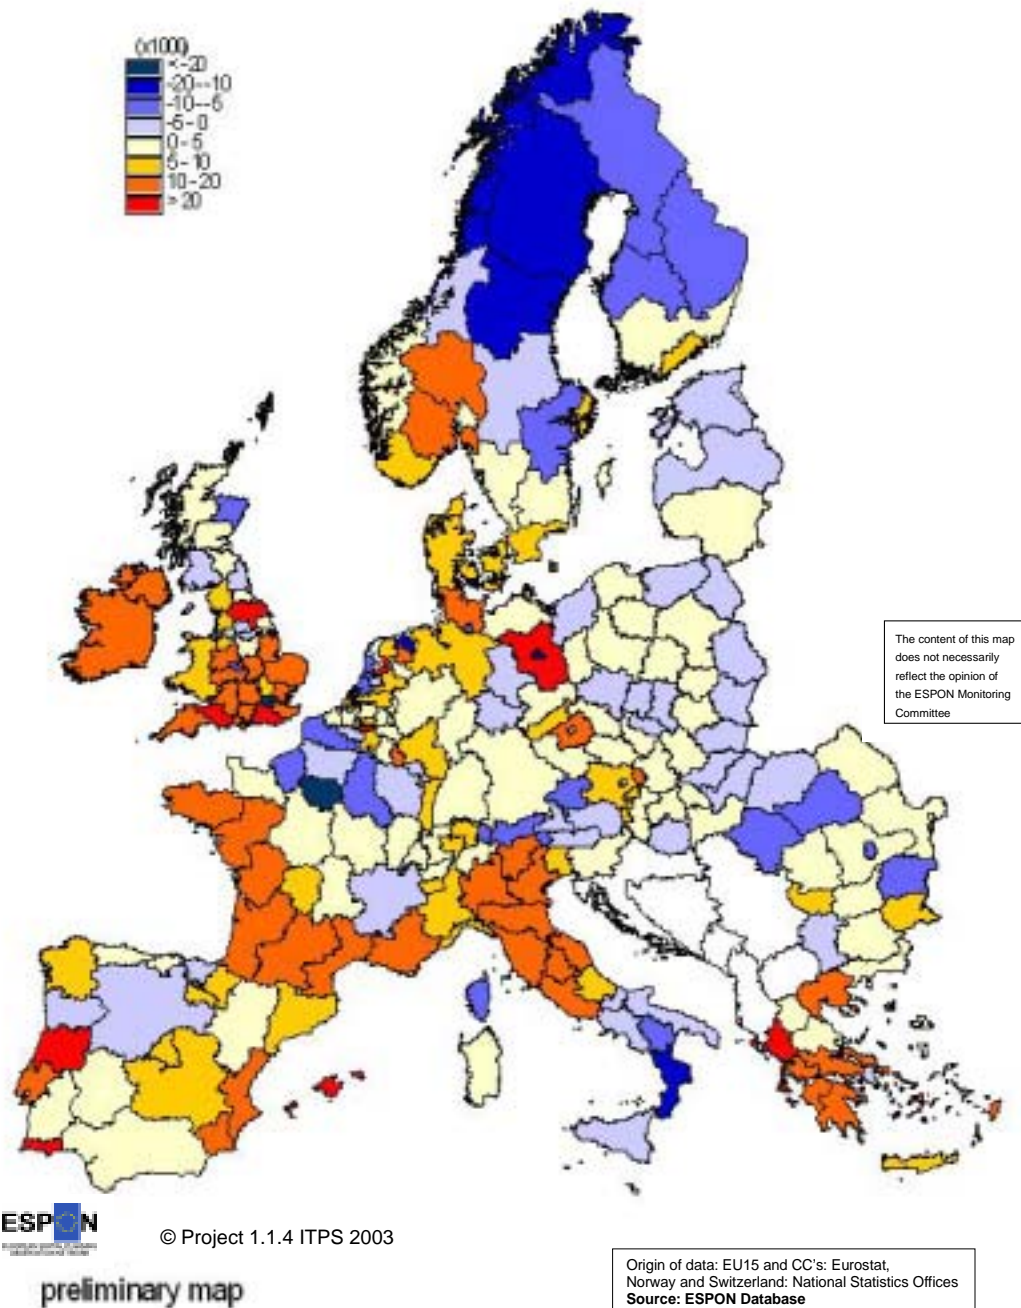 (x1000)
<-20
-20--10
-10--5
-5-0
0-5
5-10
10-20
>20
The content of this map
does not necessarily
reflect the opinion of
the ESPON Monitoring
Committee
ESPON
© Project 1.1.4 ITPS 2003
Origin of data: EU15 and CC's: Eurostat,
Norway and Switzerland: National Statistics Offices
Source: ESPON Database
preliminary map